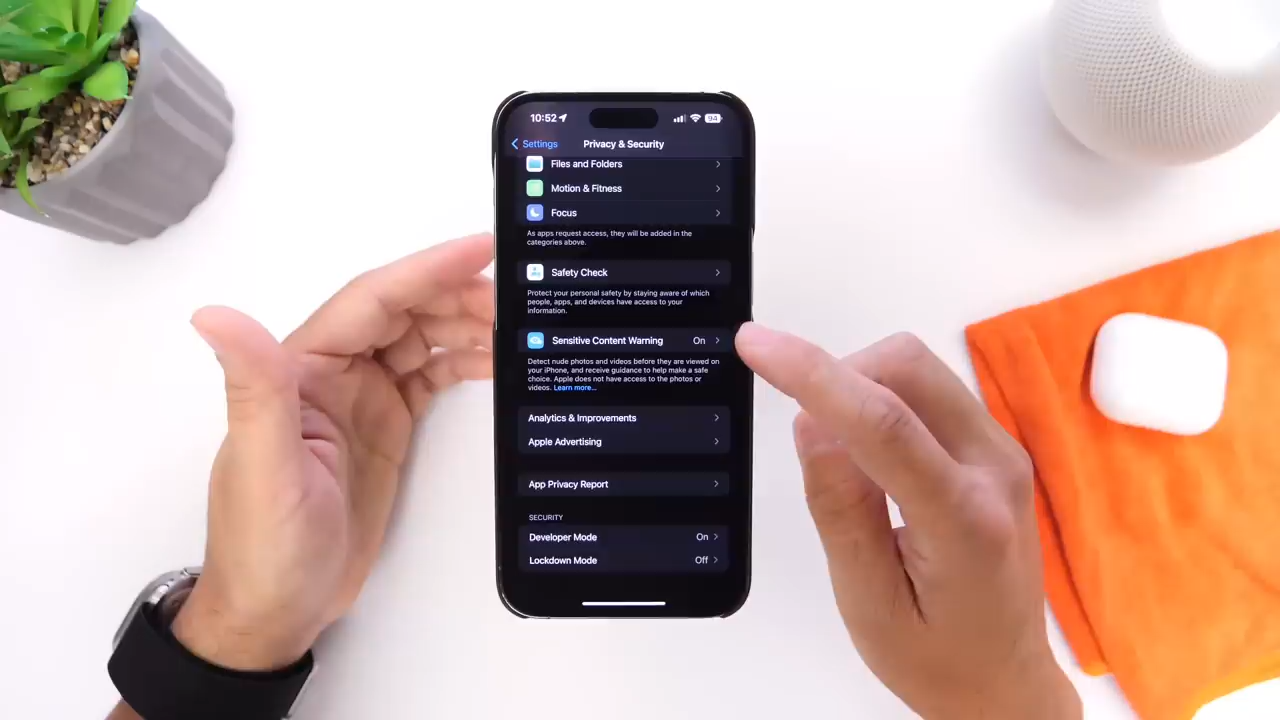 10:52
94
Settings
Privacy & Security
Files and Folders
Motion & Fitness
Focus
As apps request access, they will be added in the
categories above.
Safety Check
Protect your personal safety by staying aware of which
people, apps, and devices have access to your
information.
Sensitive Content Warning On
Detect nude photos and videos before they are viewed on
your iPhone, and receive guidance to help make a safe
choice. Apple does not have access to the photos or
videos. Learn more...
Analytics & Improvements
Apple Advertising
App Privacy Report
SECURITY
Developer Mode On
Lockdown Mode Off